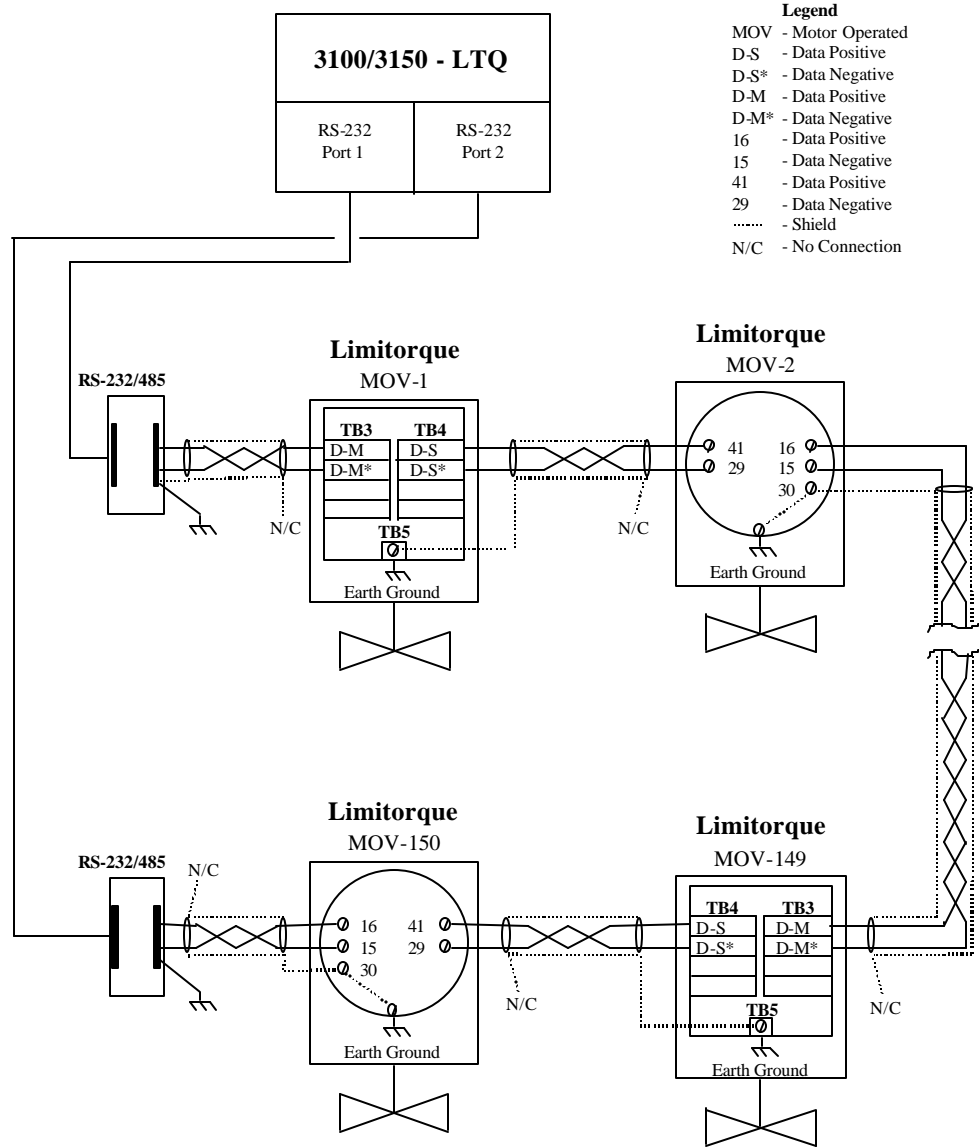 Legend
MOV - Motor Operated
D-S - Data Positive
D-S* - Data Negative
D-M - Data Positive
D-M* - Data Negative
16 - Data Positive
15 - Data Negative
41 - Data Positive
29 - Data Negative
- Shield
N/C - No Connection
3100/3150 - LTQ
RS-232
Port 1
RS-232
Port 2
RS-232/485
N/C
Limitorque
MOV-1
TB3
TB4
D-M
D-S
D-M*
D-S*
TB5
Earth Ground
N/C
Limitorque
MOV-2
41
16
29
15
30
Earth Ground
RS-232/485
N/C
Limitorque
MOV-150
16
41
15
29
30
Earth Ground
N/C
Limitorque
MOV-149
TB4
TB3
D-S
D-M
D-S*
D-M*
TB5
Earth Ground
N/C